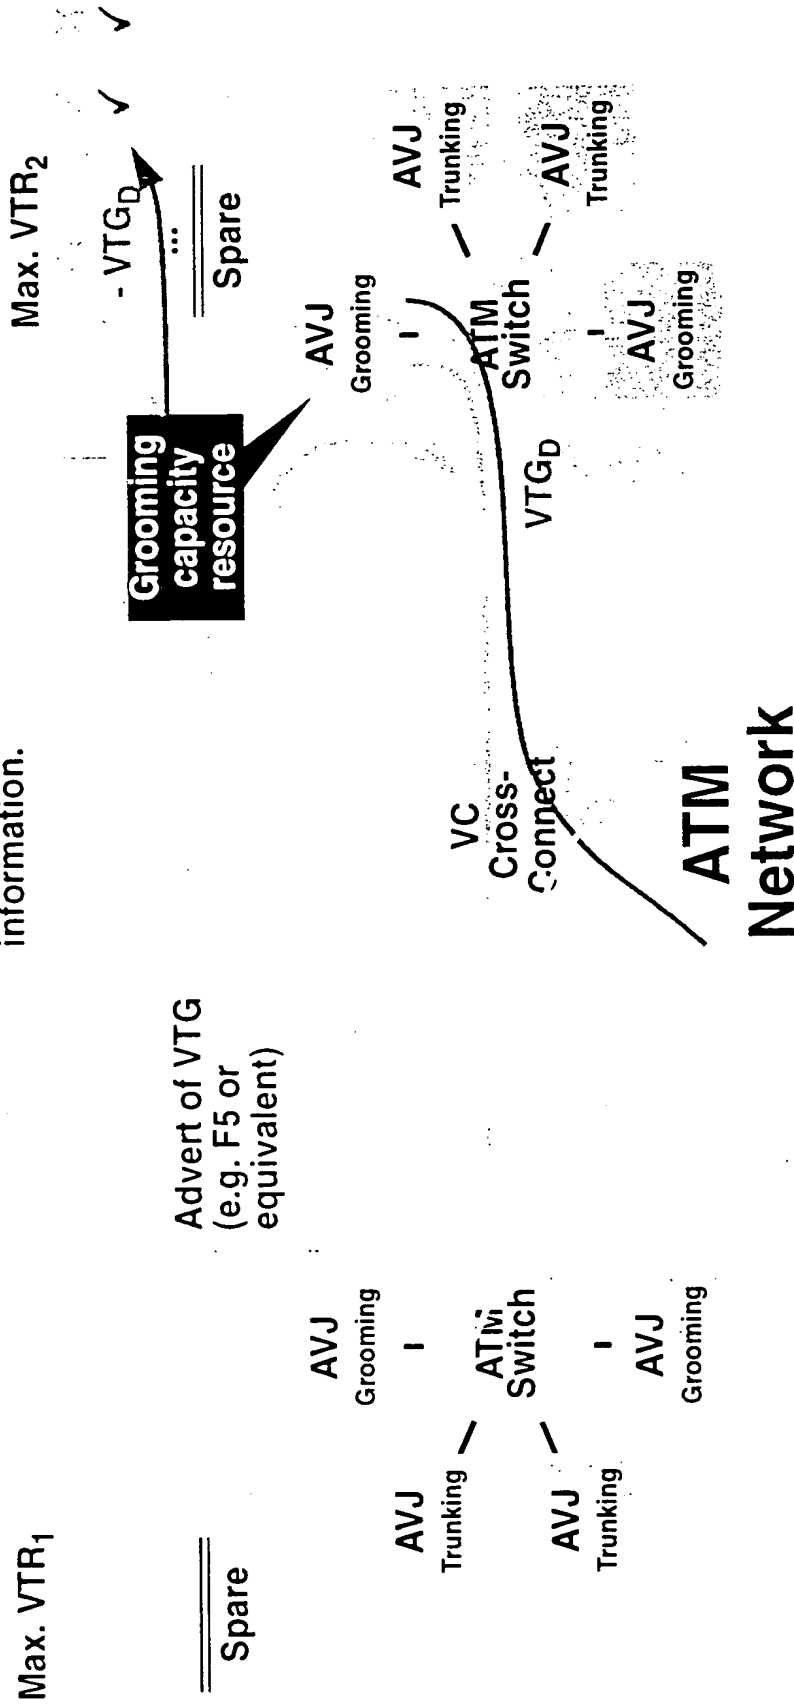 information.
Max. VTR1
Spare
Advert of VTG
(e.g. F5 or
equivalent)
AVJ
Grooming
AVJ
Trunking
ATM
Switch
AVJ
Trunking
AVJ
Grooming
Max. VTR2
- VTGD
...
Spare
Grooming
capacity
resource
AVJ
Grooming
AVJ
Trunking
ATM
Switch
AVJ
Trunking
AVJ
Grooming
VTGD
VC
Cross-
Connect
ATM
Network